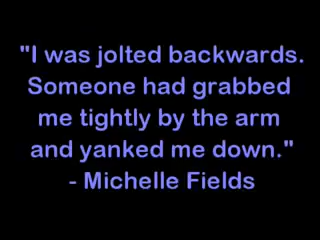 "I was jolted backwards.
Someone had grabbed
me tightly by the arm
and yanked me down."
- Michelle Fields